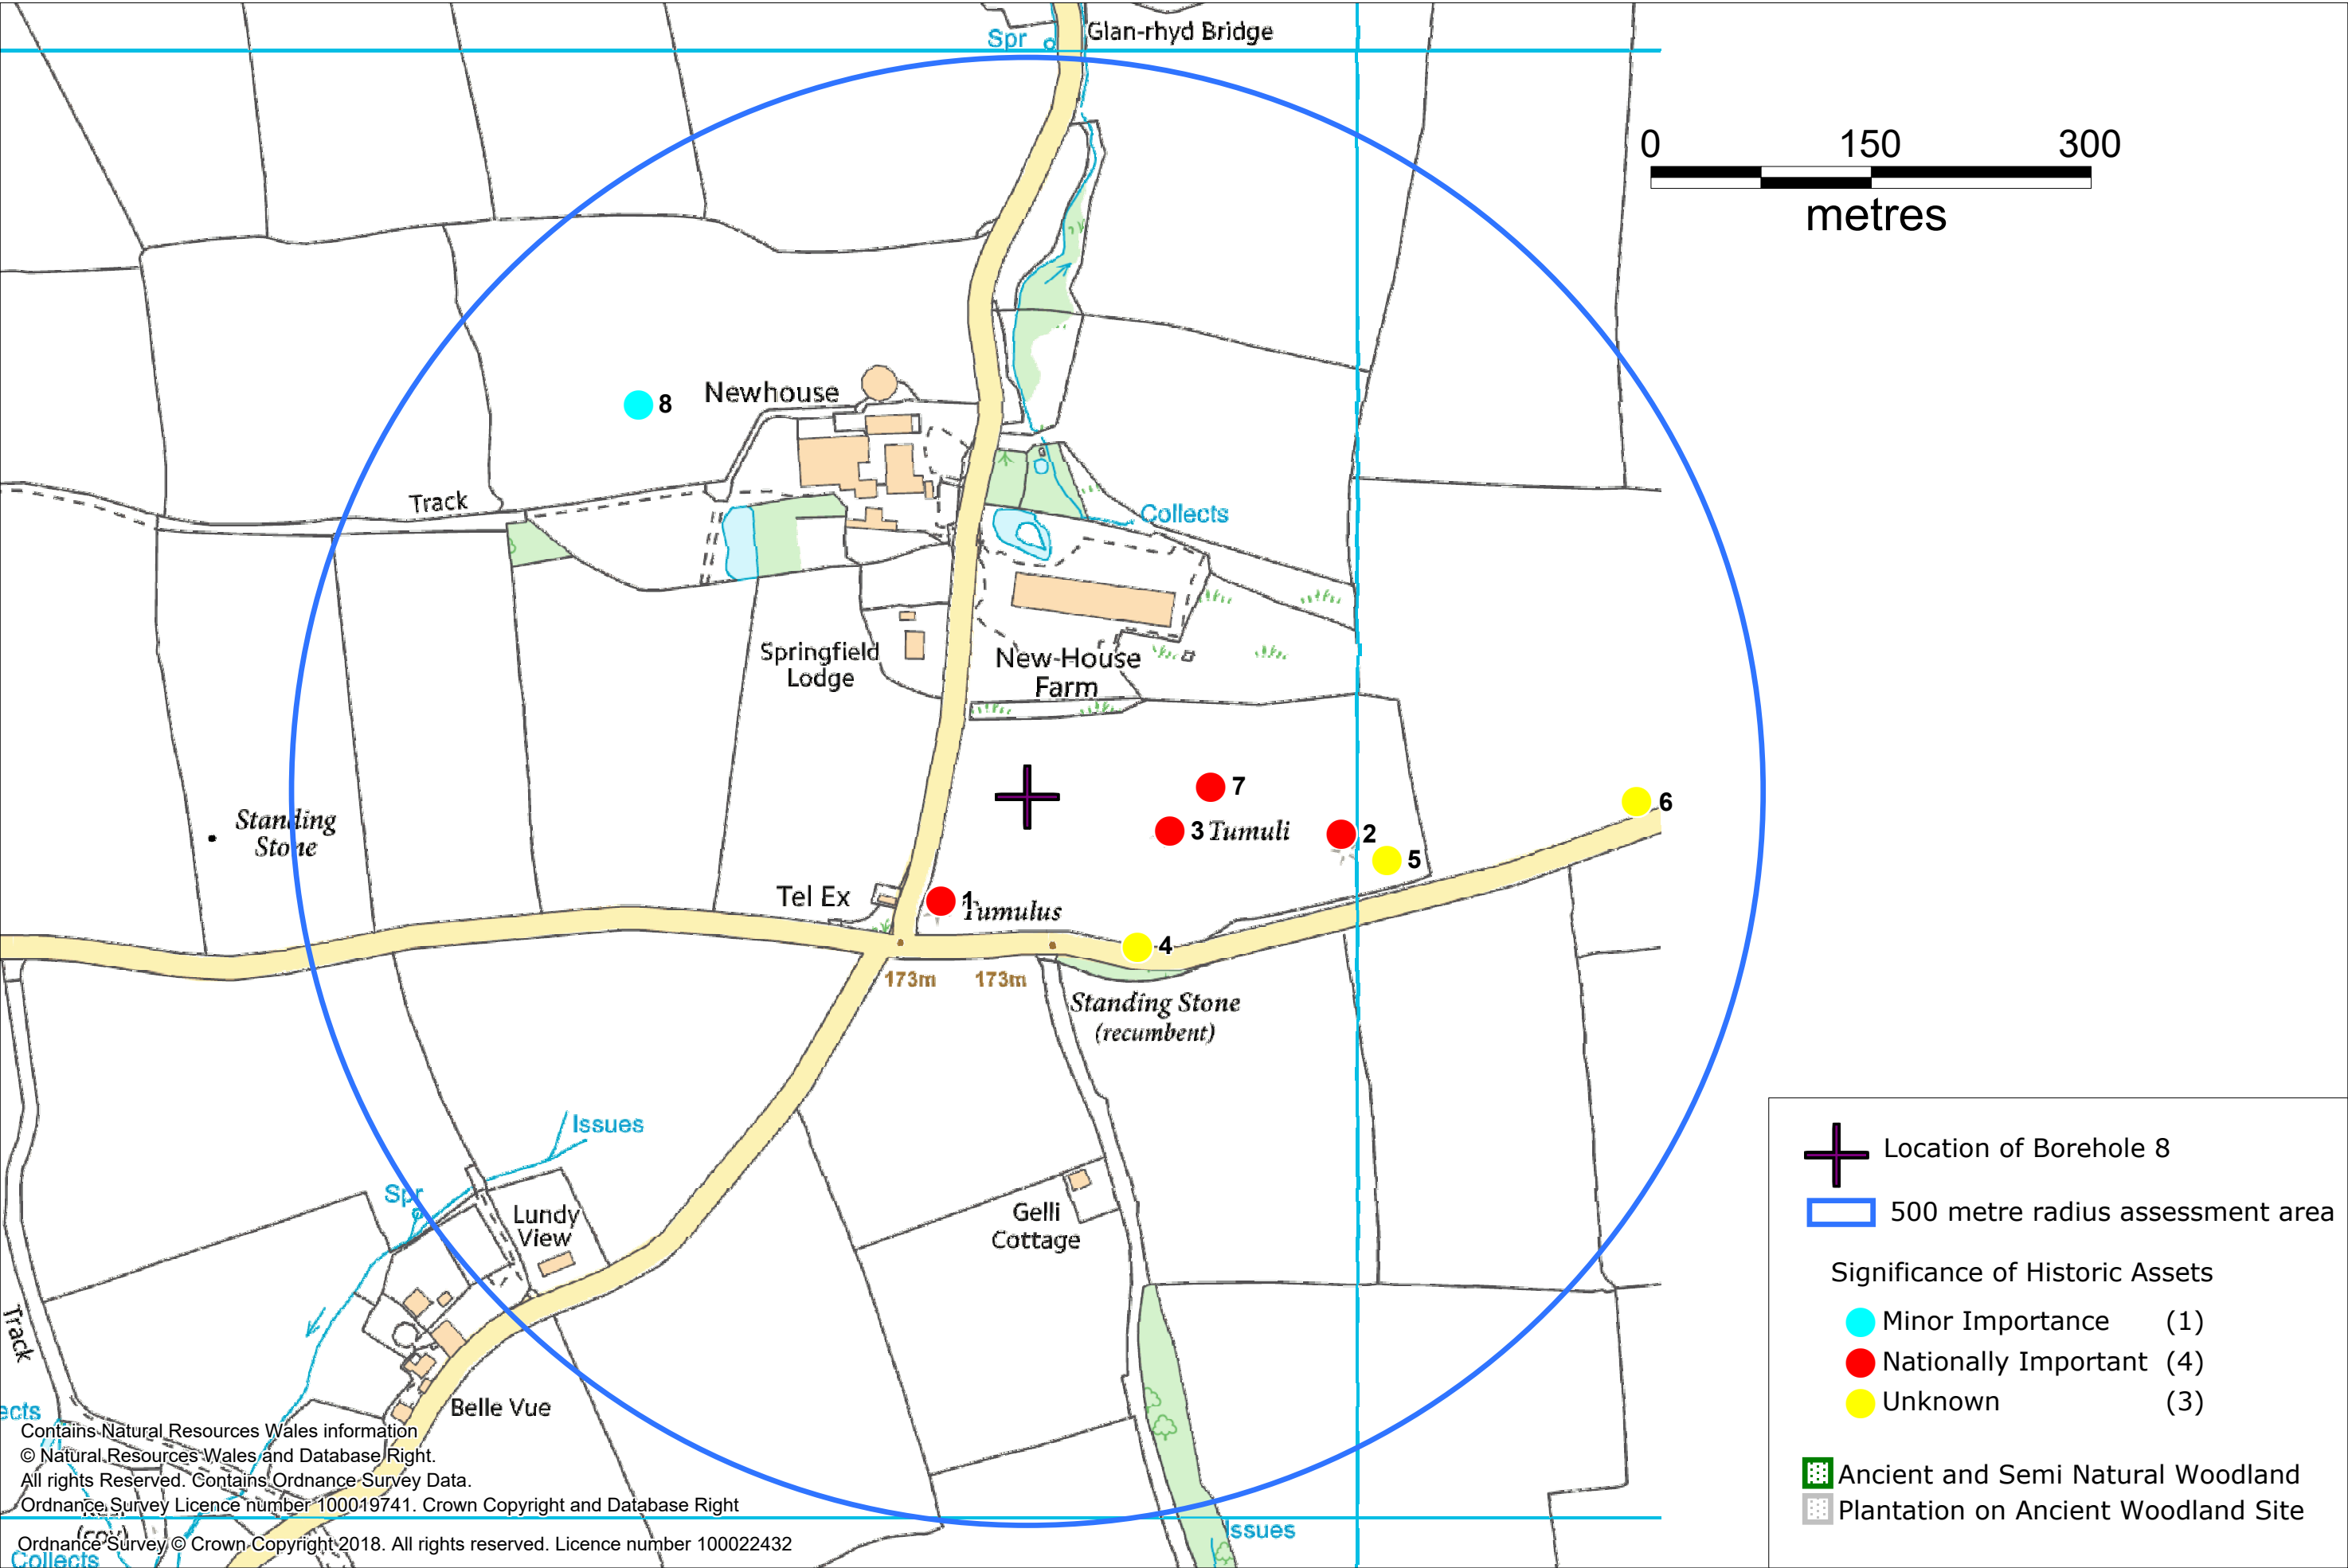 Glan-rhyd Bridge
Spr
0 150 300
metres
8
Newhouse
Track
Collects
Springfield
Lodge
New-House
Farm
7
6
Standing
Stone
3 Tumuli
2
5
Tel Ex
1
Tumulus
4
173m 173m
Standing Stone
(recumbent)
Issues
Spr
Lundy
View
Gelli
Cottage
Track
Belle Vue
ects
Contains Natural Resources Wales information
© Natural Resources Wales and Database Right.
All rights Reserved. Contains Ordnance Survey Data.
Ordnance Survey Licence number 100019741. Crown Copyright and Database Right
Ordnance Survey © Crown Copyright 2018. All rights reserved. Licence number 100022432
Collects
Issues
Location of Borehole 8
500 metre radius assessment area
Significance of Historic Assets
Minor Importance (1)
Nationally Important (4)
Unknown (3)
Ancient and Semi Natural Woodland
Plantation on Ancient Woodland Site